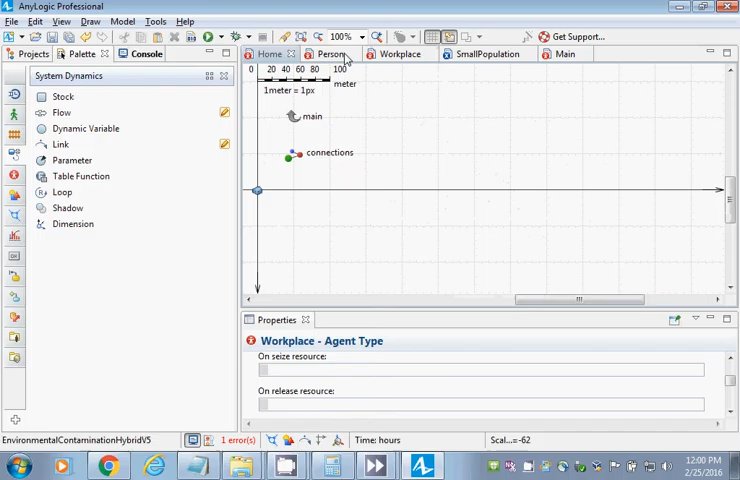 AnyLogic Professional
File Edit View Draw Model Tools Help
100% Get Support...
Projects Palette Console
Home Person Workplace SmallPopulation Main
System Dynamics
Stock
Flow
Dynamic Variable
Link
Parameter
Table Function
Loop
Shadow
Dimension
0 20 40 60 80 100
meter
1meter = 1px
main
connections
Properties
Workplace - Agent Type
On seize resource:
On release resource:
EnvironmentalContaminationHybridV5 1 error(s) Time: hours Scal...=-62
12:00 PM
2/25/2016